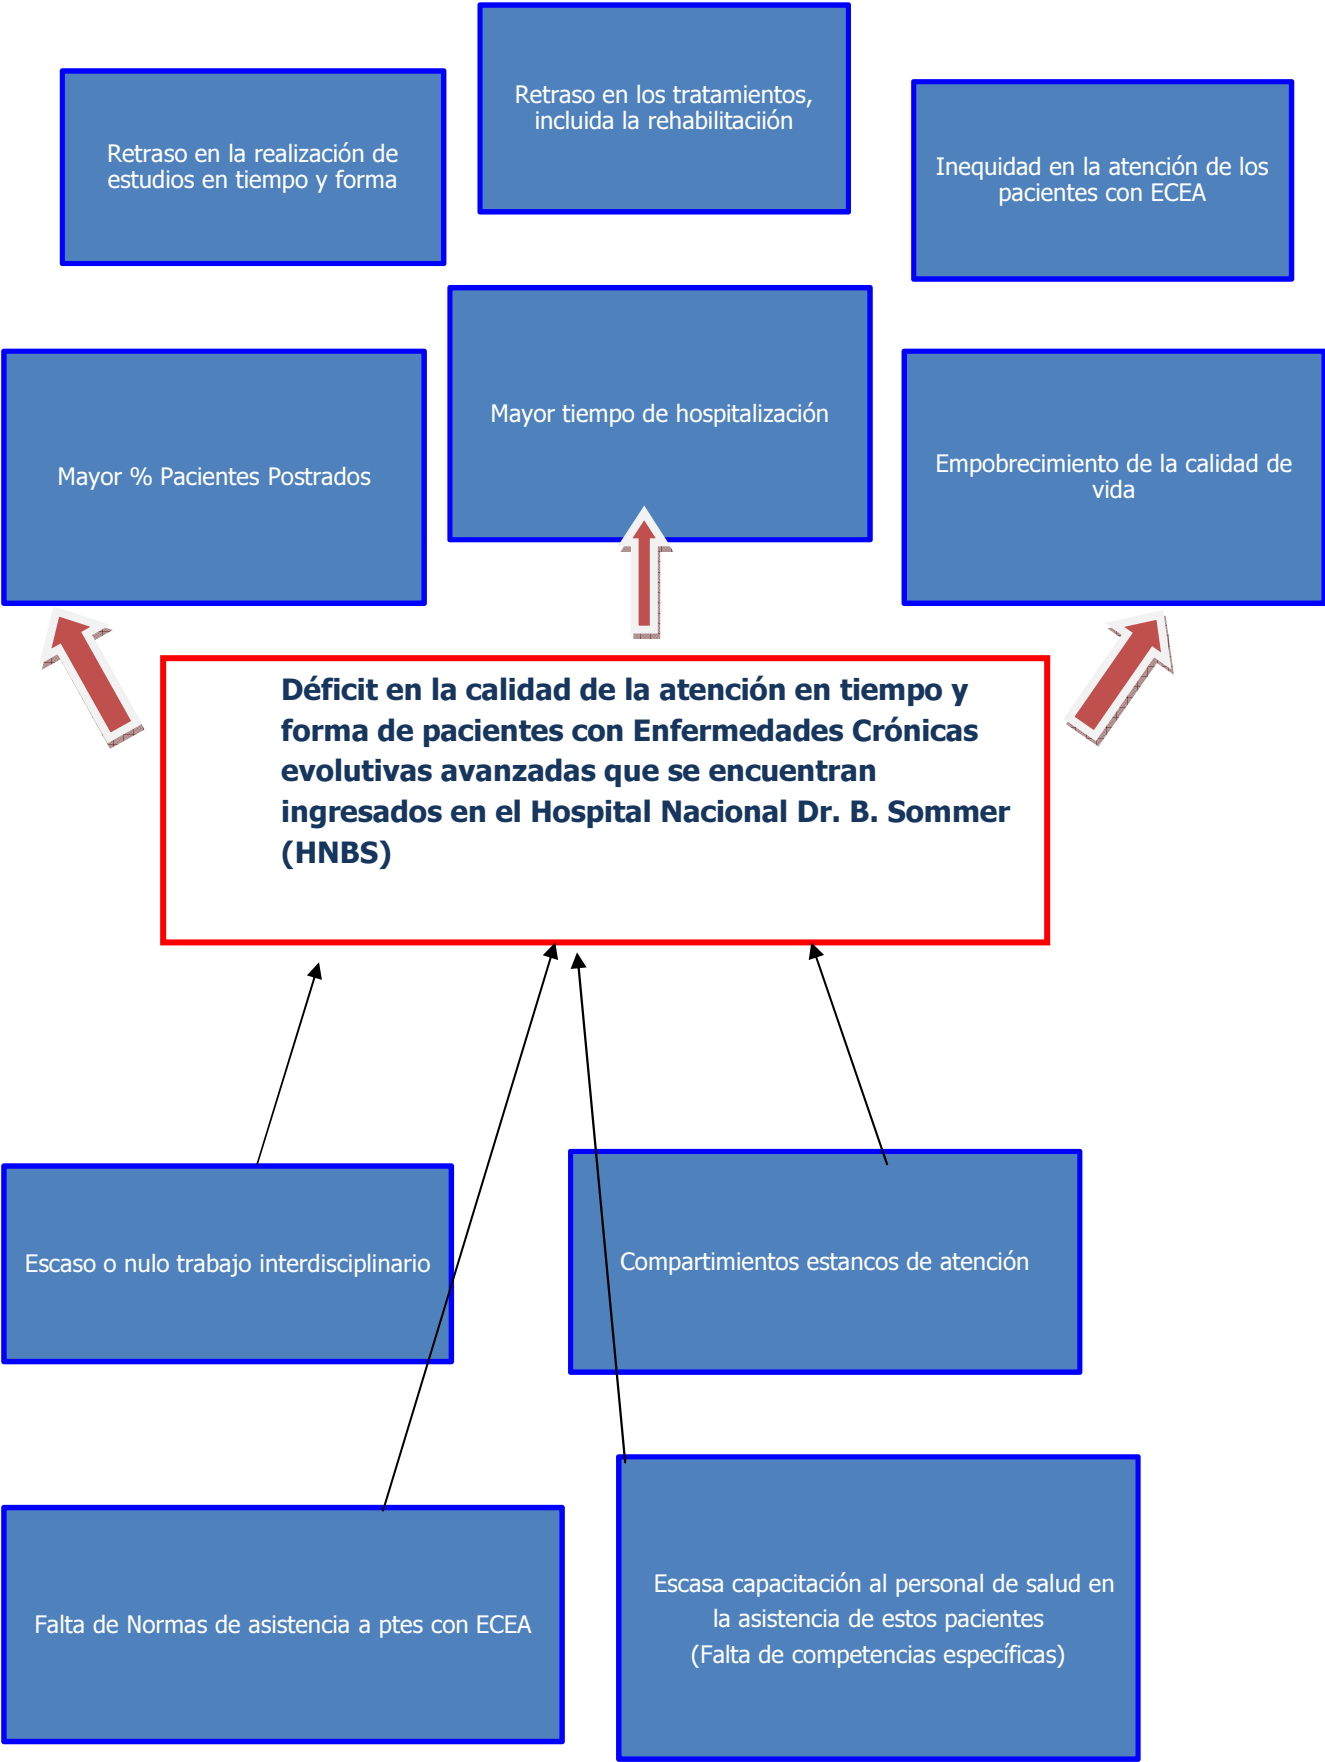 Retraso en los tratamientos,
incluida la rehabilitaciión
Retraso en la realización de
estudios en tiempo y forma
Inequidad en la atención de los
pacientes con ECEA
Mayor tiempo de hospitalización
Mayor % Pacientes Postrados
Empobrecimiento de la calidad de
vida
Déficit en la calidad de la atención en tiempo y
forma de pacientes con Enfermedades Crónicas
evolutivas avanzadas que se encuentran
ingresados en el Hospital Nacional Dr. B. Sommer
(HNBS)
Escaso o nulo trabajo interdisciplinario
Compartimientos estancos de atención
Falta de Normas de asistencia a ptes con ECEA
Escasa capacitación al personal de salud en
la asistencia de estos pacientes
(Falta de competencias específicas)